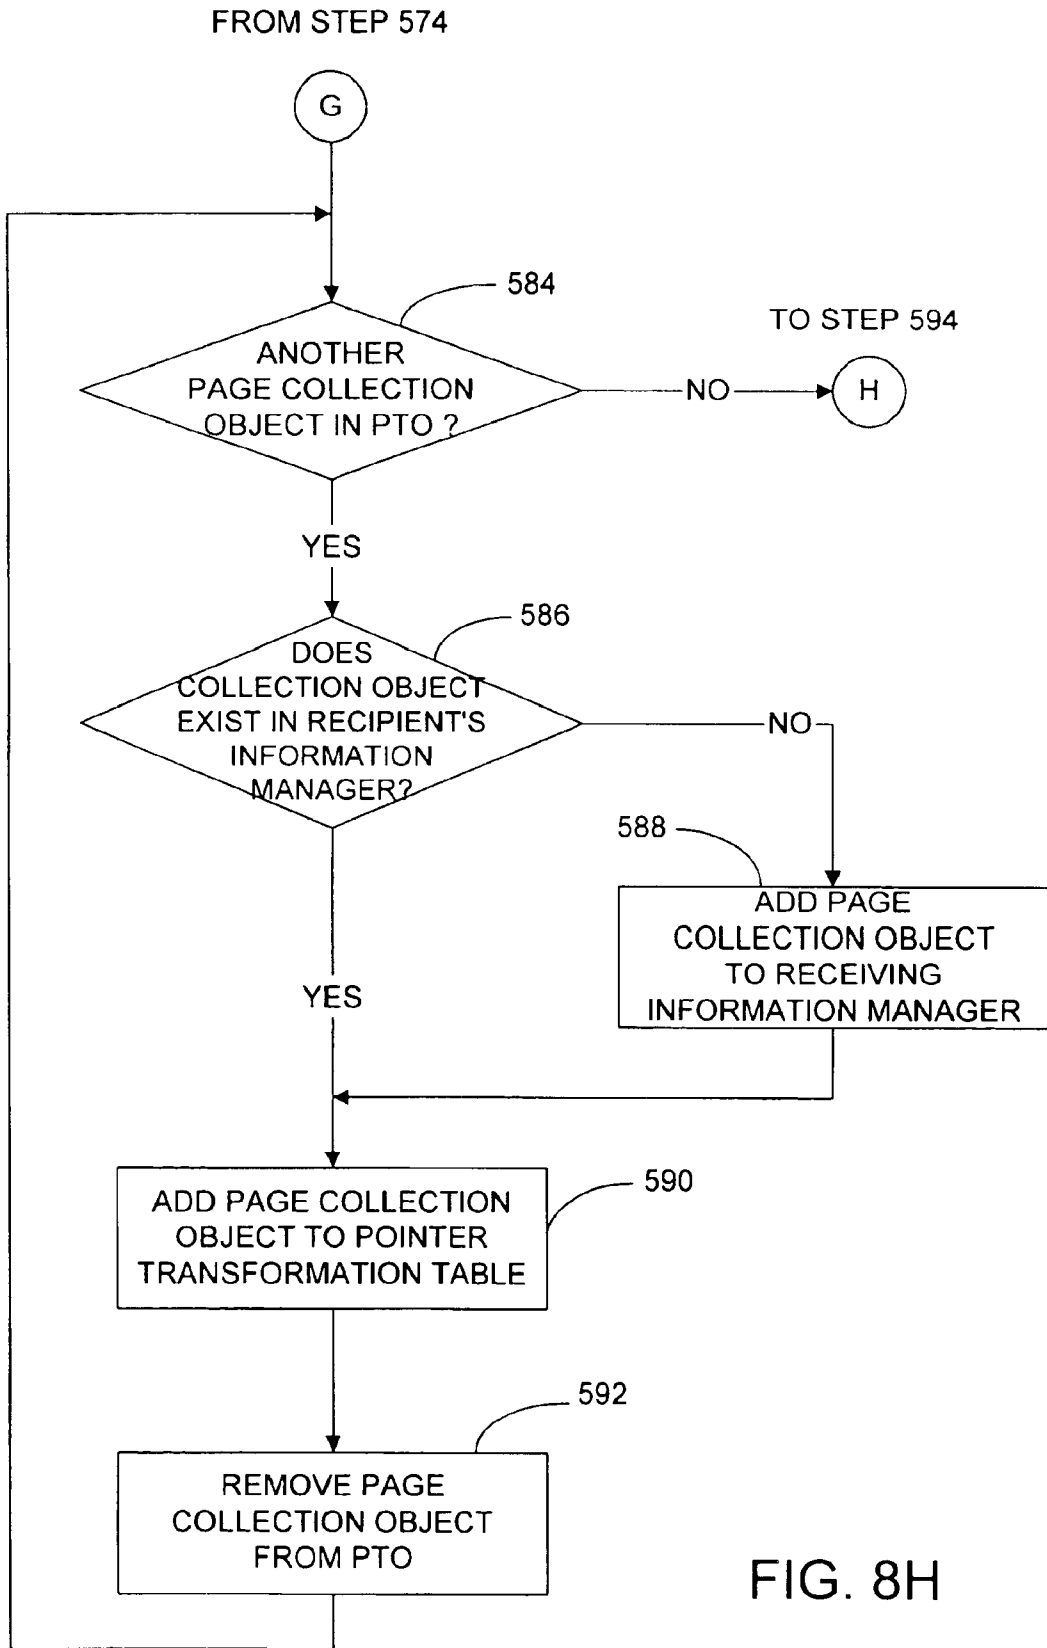 FROM STEP 574
G
584
TO STEP 594
ANOTHER
PAGE COLLECTION
OBJECT IN PTO ?
NO
H
YES
586
DOES
COLLECTION OBJECT
EXIST IN RECIPIENT'S
INFORMATION
MANAGER?
NO
588
ADD PAGE
COLLECTION OBJECT
TO RECEIVING
INFORMATION MANAGER
YES
590
ADD PAGE COLLECTION
OBJECT TO POINTER
TRANSFORMATION TABLE
592
REMOVE PAGE
COLLECTION OBJECT
FROM PTO
FIG. 8H